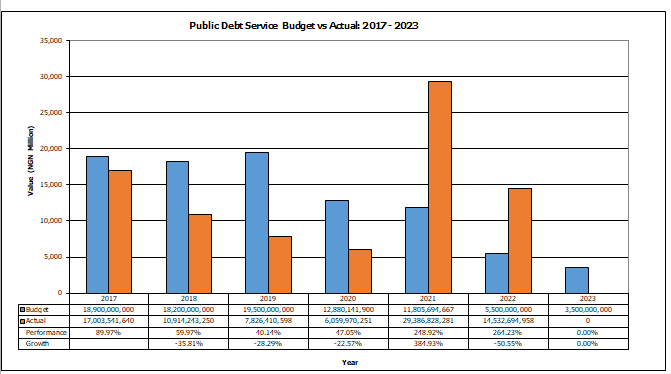 Public Debt Service Budget vs Actual: 2017 - 2023
35,000
30,000
25,000
20,000
15,000
10,000
5,000
0
Value (NGN Million)
2017 2018 2019 2020 2021 2022 2023
Budget 18,900,000,000 18,200,000,000 19,500,000,000 12,880,141,900 11,805,694,667 5,500,000,000 3,500,000,000
Actual 17,003,541,640 10,914,243,250 7,826,410,598 6,059,970,251 29,386,828,281 14,532,694,958 0
Performance 89.97% 59.97% 40.14% 47.05% 248.92% 264.23% 0.00%
Growth -35.81% -28.29% -22.57% 384.93% -50.55% 0.00%
Year